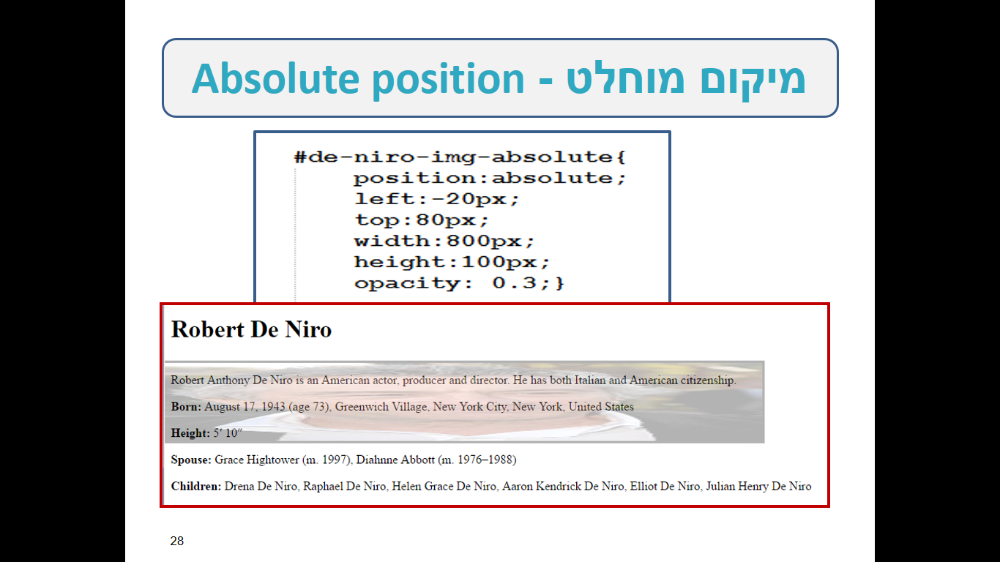 מיקום מוחלט - Absolute position
#de-niro-img-absolute{
position:absolute;
left:-20px;
top:80px;
width:800px;
height:100px;
opacity: 0.3;}
Robert De Niro
Robert Anthony De Niro is an American actor, producer and director. He has both Italian and American citizenship.
Born: August 17, 1943 (age 73), Greenwich Village, New York City, New York, United States
Height: 5′ 10″
Spouse: Grace Hightower (m. 1997), Diahnne Abbott (m. 1976–1988)
Children: Drena De Niro, Raphael De Niro, Helen Grace De Niro, Aaron Kendrick De Niro, Elliot De Niro, Julian Henry De Niro
28